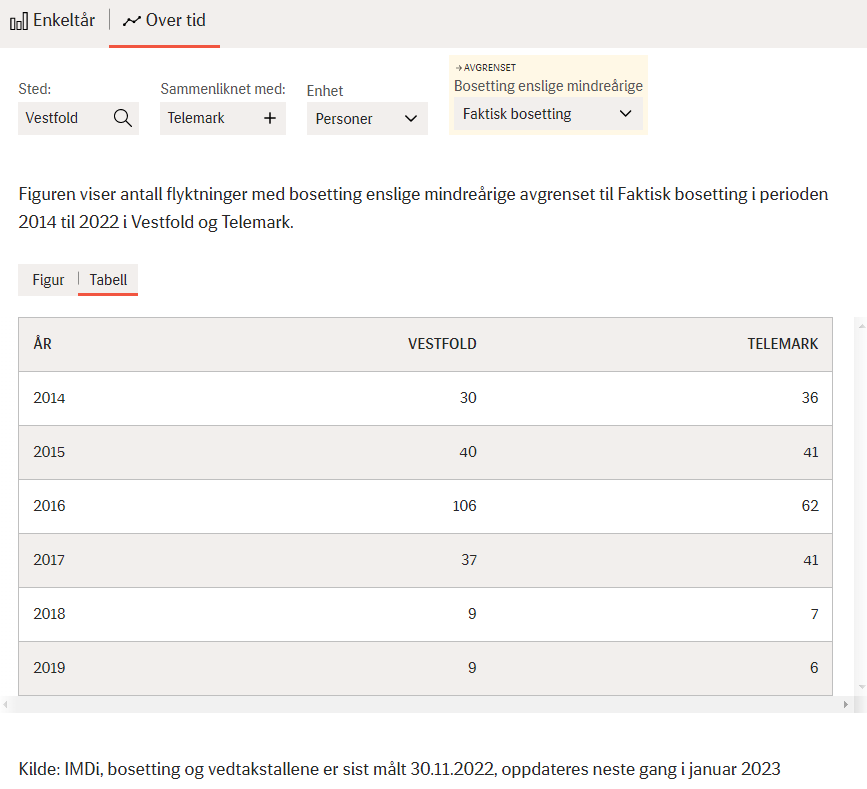 Enkeltår Over tid
→ AVGRENSET
Sted: Sammenliknet med: Enhet Bosetting enslige mindreårige
Vestfold Telemark Personer Faktisk bosetting
Figuren viser antall flyktninger med bosetting enslige mindreårige avgrenset til Faktisk bosetting i perioden
2014 til 2022 i Vestfold og Telemark.
Figur Tabell
ÅR VESTFOLD TELEMARK
2014 30 36
2015 40 41
2016 106 62
2017 37 41
2018 9 7
2019 9 6
Kilde: IMDi, bosetting og vedtakstallene er sist målt 30.11.2022, oppdateres neste gang i januar 2023